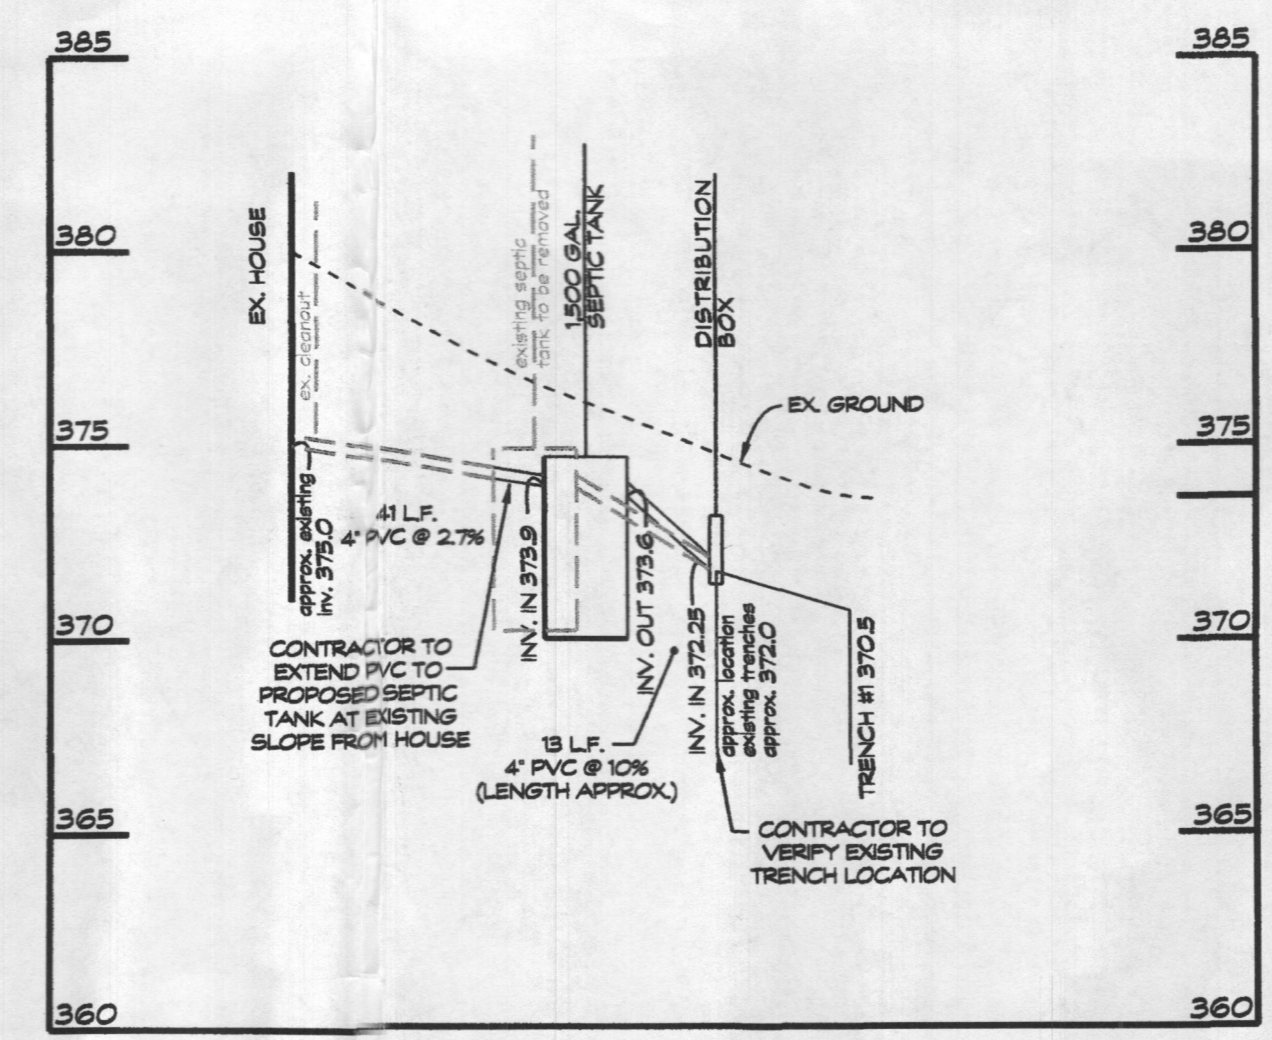 385
385
380
380
375
375
370
370
365
365
360
360
EX. HOUSE
ex. cleanout
existing septic
tank to be removed
1,500 GAL.
SEPTIC TANK
DISTRIBUTION
BOX
EX. GROUND
approx. existing
inv. 375.0
41 L.F.
4" PVC @ 2.7%
INV. IN 373.9
INV. OUT 373.6
INV. IN 372.25
approx. location
existing trenches
approx. 372.0
TRENCH #1 370.5
CONTRACTOR TO
EXTEND PVC TO
PROPOSED SEPTIC
TANK AT EXISTING
SLOPE FROM HOUSE
13 L.F.
4" PVC @ 10%
(LENGTH APPROX.)
CONTRACTOR TO
VERIFY EXISTING
TRENCH LOCATION